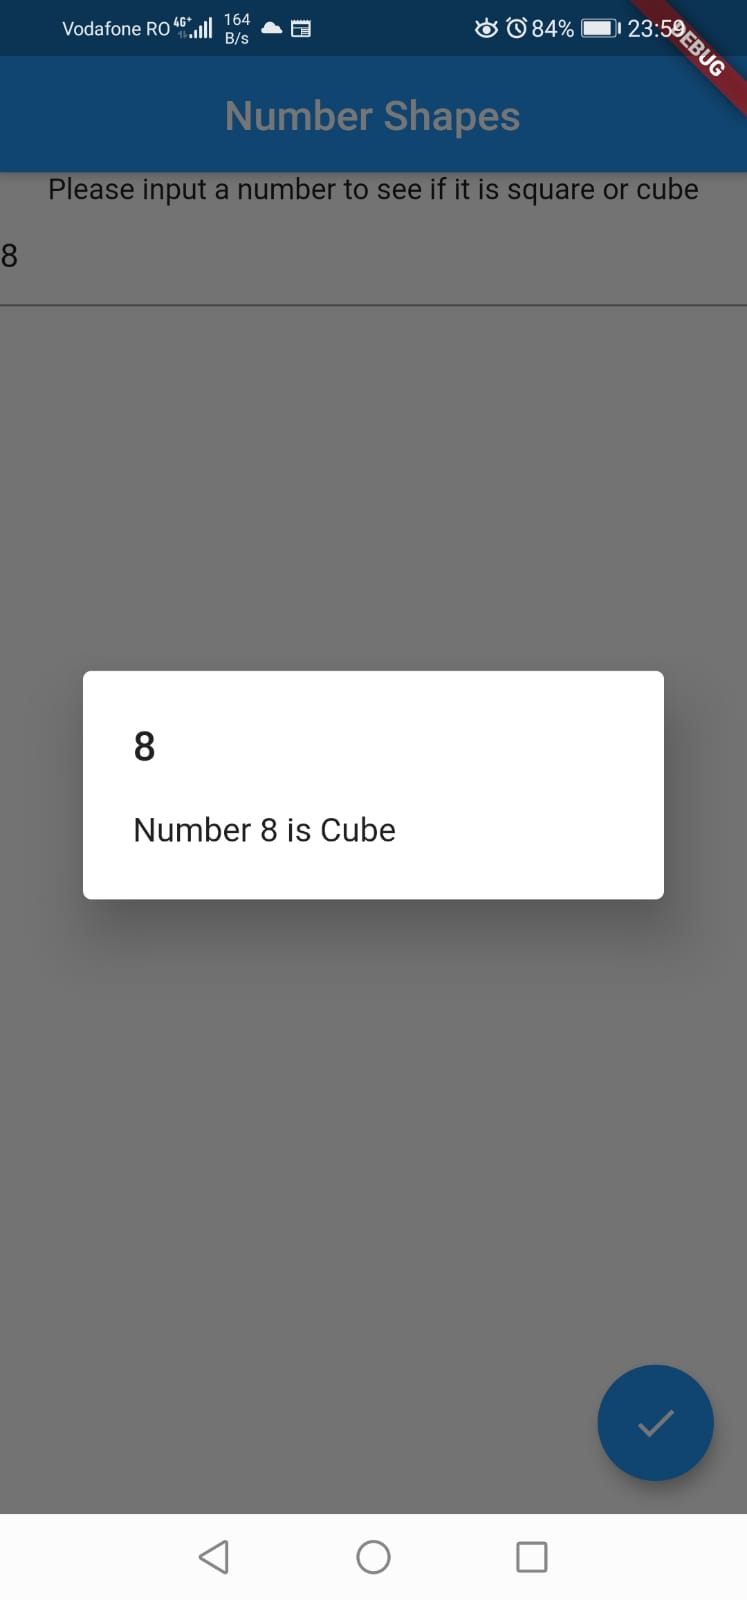 Vodafone RO 4G+ 164 B/s 84% 23:59
DEBUG
Number Shapes
Please input a number to see if it is square or cube
8
8
Number 8 is Cube